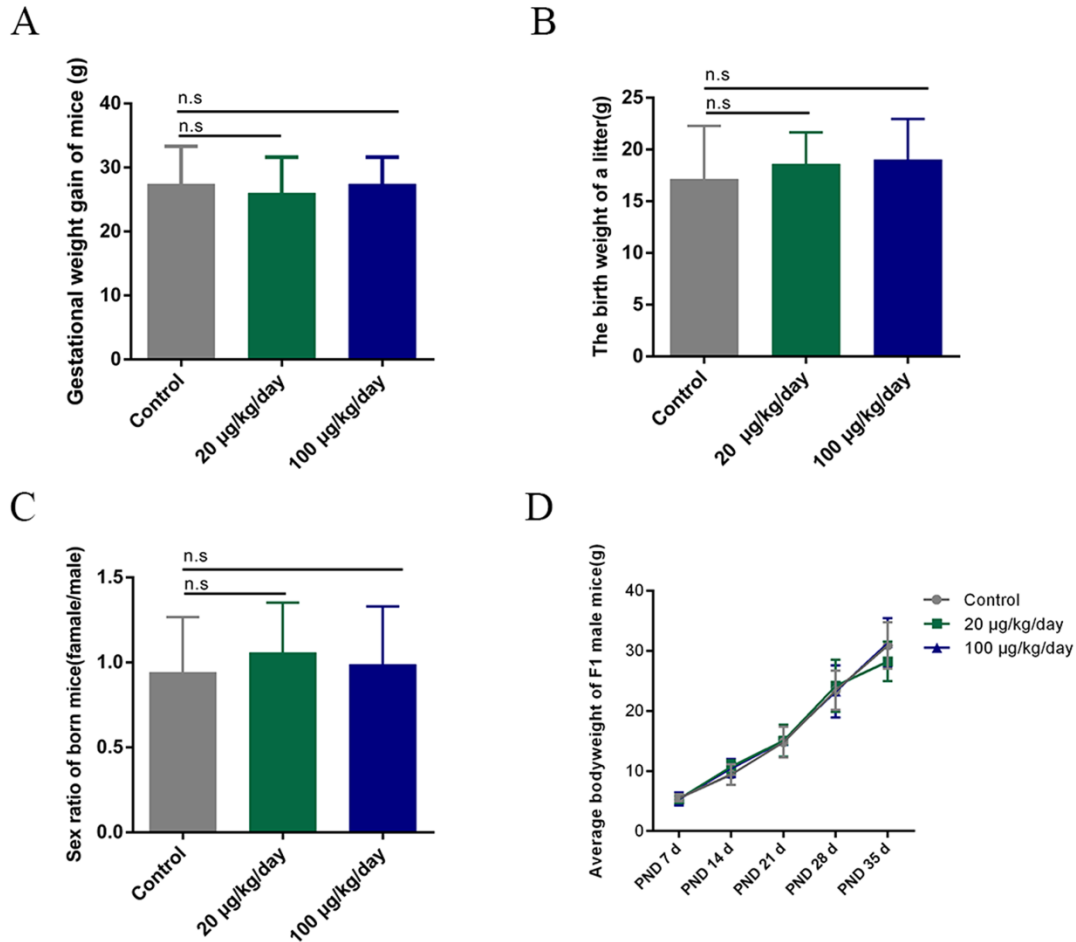 A
Gestational weight gain of mice (g)
40
30
20
10
0
n.s
n.s
Control
20 µg/kg/day
100 µg/kg/day
B
The birth weight of a litter(g)
25
20
15
10
5
0
n.s
n.s
Control
20 µg/kg/day
100 µg/kg/day
C
Sex ratio of born mice(famale/male)
1.5
1.0
0.5
0.0
n.s
n.s
Control
20 µg/kg/day
100 µg/kg/day
D
Average bodyweight of F1 male mice(g)
40
30
20
10
0
PND 7 d
PND 14 d
PND 21 d
PND 28 d
PND 35 d
Control
20 µg/kg/day
100 µg/kg/day